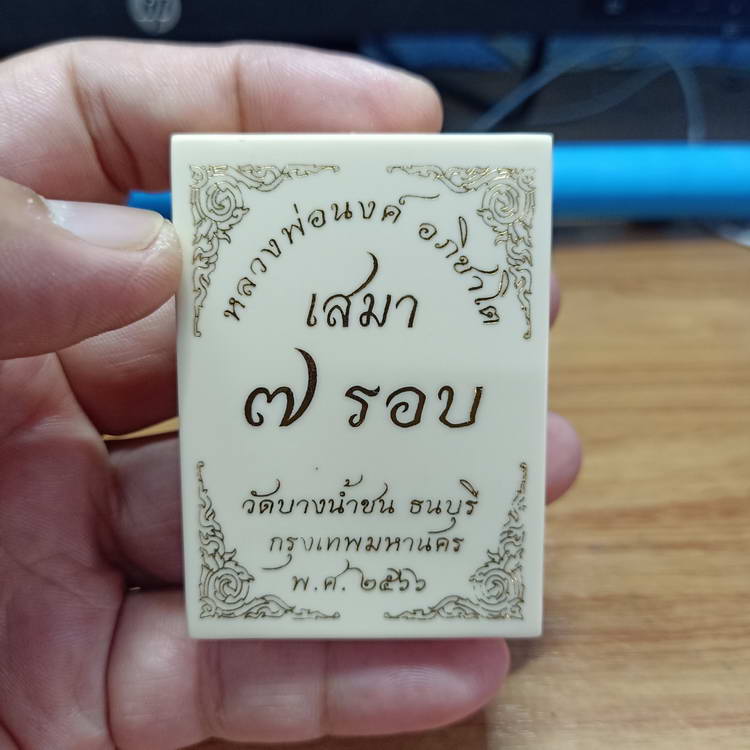 hp
หลวงพ่อนงค์ อภิชาโต
เสมา
๗ รอบ
วัดบางน้ำชน ธนบุรี
กรุงเทพมหานคร
พ.ศ. ๒๕๖๖